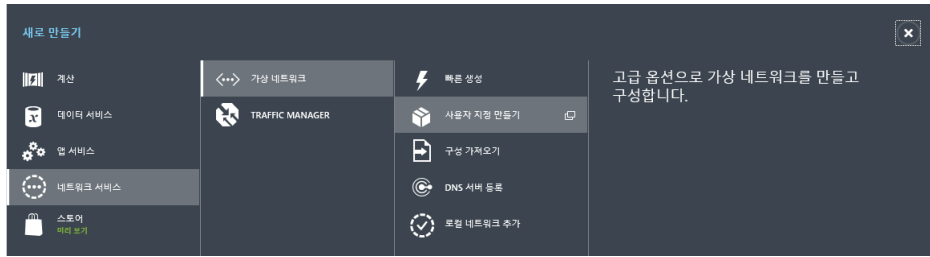 새로 만들기
계산
데이터 서비스
앱 서비스
네트워크 서비스
스토어
미리 보기
가상 네트워크
TRAFFIC MANAGER
빠른 생성
사용자 지정 만들기
구성 가져오기
DNS 서버 등록
로컬 네트워크 추가
고급 옵션으로 가상 네트워크를 만들고
구성합니다.